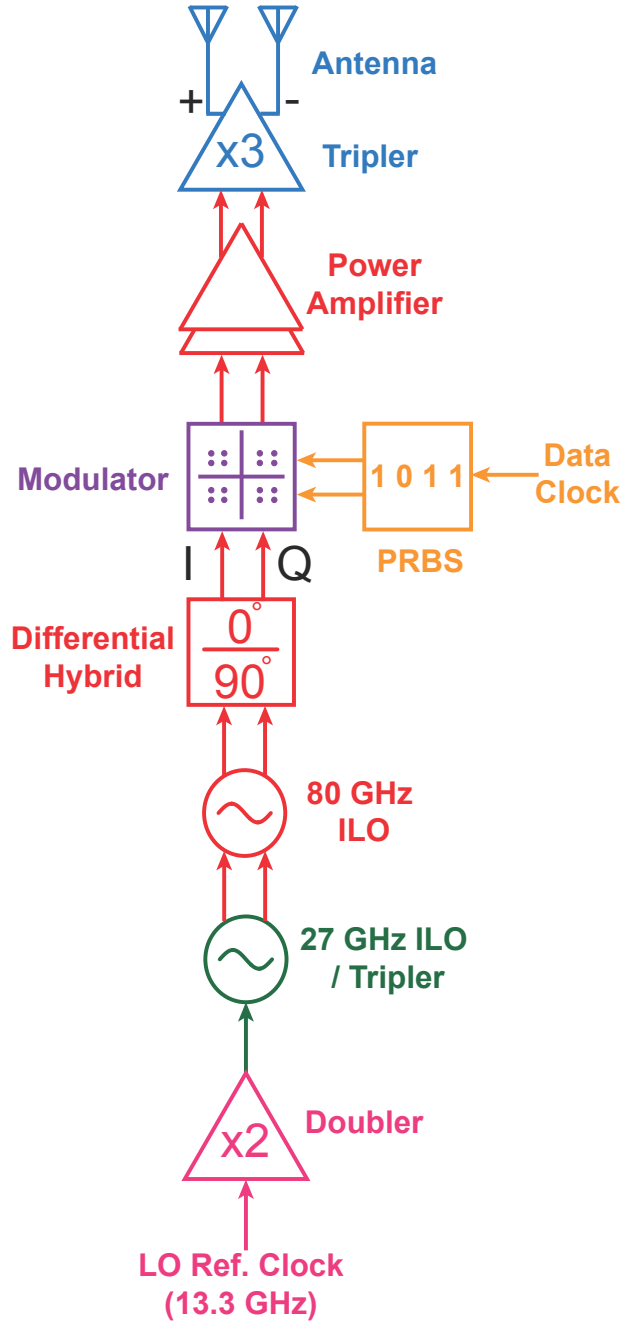 Antenna
+ -
x3
Tripler
Power
Amplifier
Modulator
1 0 1 1
Data
Clock
PRBS
I Q
Differential
Hybrid
0°
90°
80 GHz
ILO
27 GHz ILO
/ Tripler
x2
Doubler
LO Ref. Clock
(13.3 GHz)